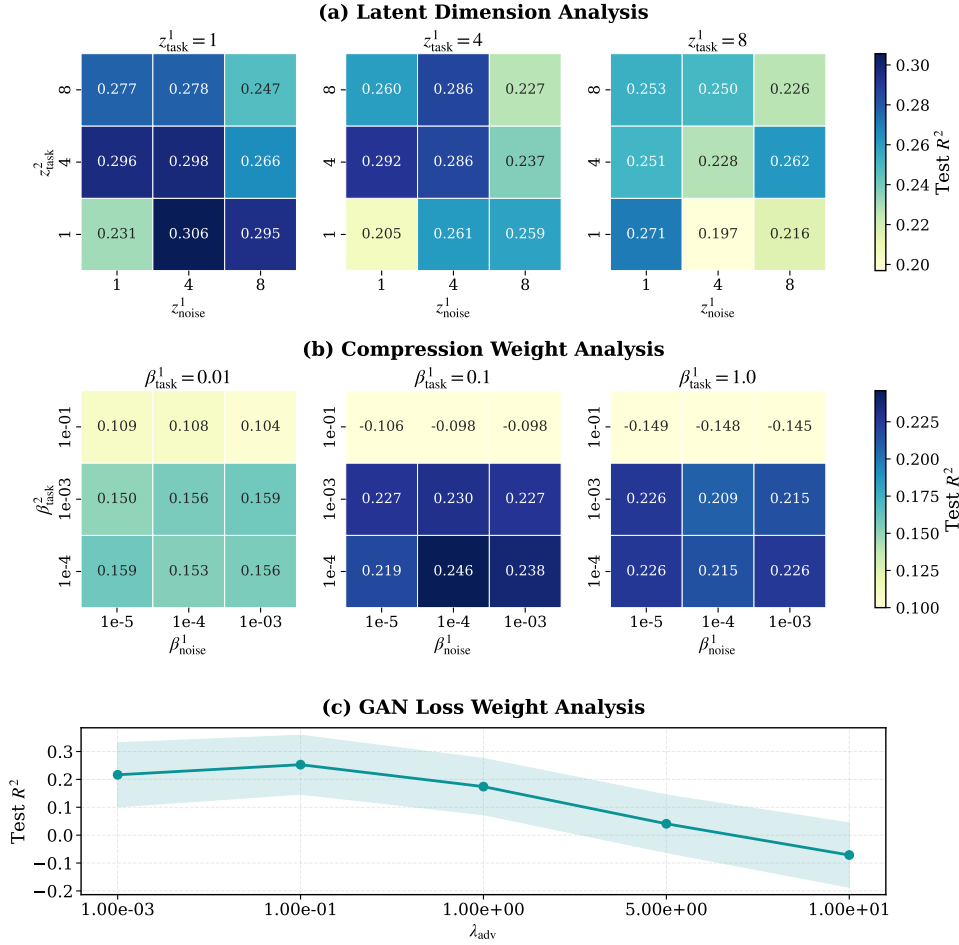 (a) Latent Dimension Analysis
z¹task = 1
z¹task = 4
z¹task = 8
z²task
8
0.277 0.278 0.247
4
0.296 0.298 0.266
1
0.231 0.306 0.295
1 4 8
z¹noise
8
0.260 0.286 0.227
4
0.292 0.286 0.237
1
0.205 0.261 0.259
1 4 8
z¹noise
8
0.253 0.250 0.226
4
0.251 0.228 0.262
1
0.271 0.197 0.216
1 4 8
z¹noise
0.30
0.28
0.26
0.24
0.22
0.20
Test R²
(b) Compression Weight Analysis
β¹task = 0.01
β¹task = 0.1
β¹task = 1.0
β²task
1e-01
0.109 0.108 0.104
1e-03
0.150 0.156 0.159
1e-4
0.159 0.153 0.156
1e-5 1e-4 1e-03
β¹noise
1e-01
-0.106 -0.098 -0.098
1e-03
0.227 0.230 0.227
1e-4
0.219 0.246 0.238
1e-5 1e-4 1e-03
β¹noise
1e-01
-0.149 -0.148 -0.145
1e-03
0.226 0.209 0.215
1e-4
0.226 0.215 0.226
1e-5 1e-4 1e-03
β¹noise
0.225
0.200
0.175
0.150
0.125
0.100
Test R²
(c) GAN Loss Weight Analysis
Test R²
0.3
0.2
0.1
0.0
−0.1
−0.2
1.00e-03 1.00e-01 1.00e+00 5.00e+00 1.00e+01
λadv